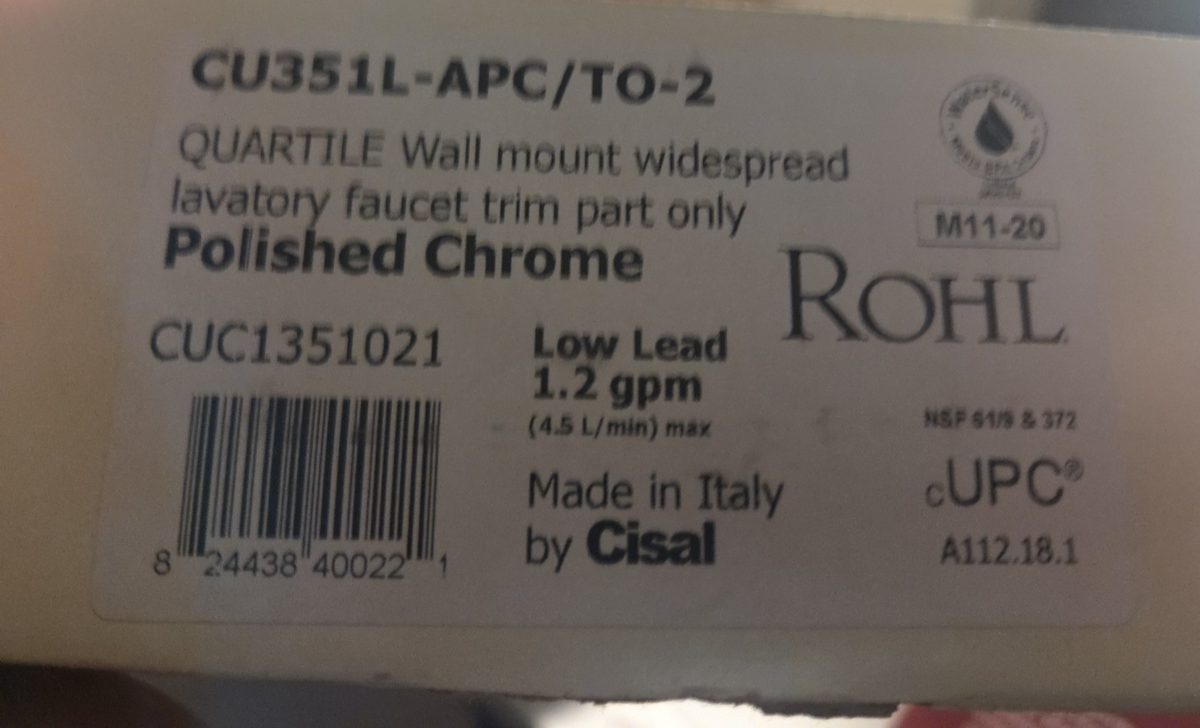 CU351L-APC/TO-2
QUARTILE Wall mount widespread
lavatory faucet trim part only
Polished Chrome
WaterSense
M11-20
ROHL
CUC1351021
Low Lead
1.2 gpm
(4.5 L/min) max
NSF 61/9 & 372
Made in Italy
by Cisal
cUPC®
A112.18.1
8 24438 40022 1